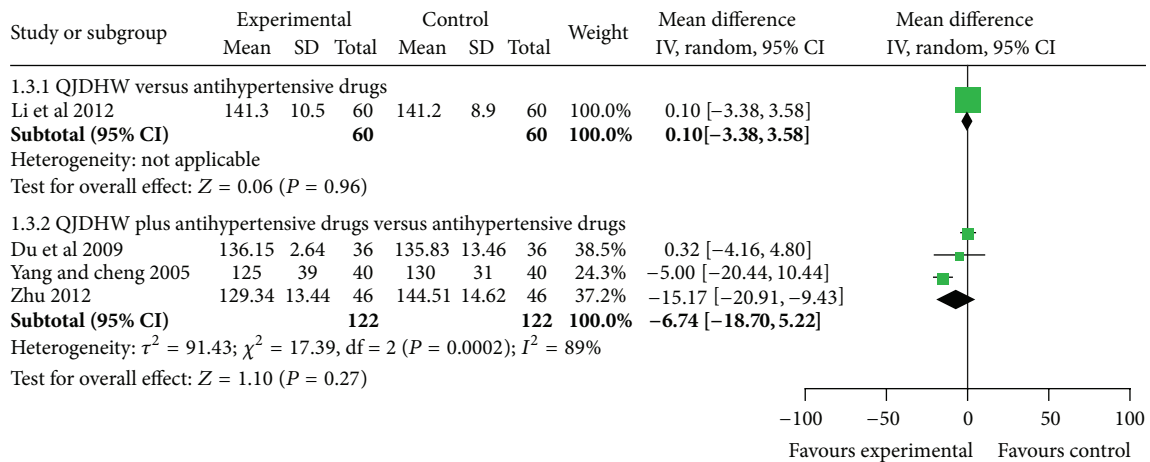 Study or subgroup Experimental Control Weight Mean difference Mean difference
Mean SD Total Mean SD Total IV, random, 95% CI IV, random, 95% CI
1.3.1 QJDHW versus antihypertensive drugs
Li et al 2012 141.3 10.5 60 141.2 8.9 60 100.0% 0.10 [−3.38, 3.58]
Subtotal (95% CI) 60 60 100.0% 0.10[−3.38, 3.58]
Heterogeneity: not applicable
Test for overall effect: Z = 0.06 (P = 0.96)
1.3.2 QJDHW plus antihypertensive drugs versus antihypertensive drugs
Du et al 2009 136.15 2.64 36 135.83 13.46 36 38.5% 0.32 [−4.16, 4.80]
Yang and cheng 2005 125 39 40 130 31 40 24.3% −5.00 [−20.44, 10.44]
Zhu 2012 129.34 13.44 46 144.51 14.62 46 37.2% −15.17 [−20.91, −9.43]
Subtotal (95% CI) 122 122 100.0% −6.74 [−18.70, 5.22]
Heterogeneity: τ² = 91.43; χ² = 17.39, df = 2 (P = 0.0002); I² = 89%
Test for overall effect: Z = 1.10 (P = 0.27)
−100 −50 0 50 100
Favours experimental Favours control